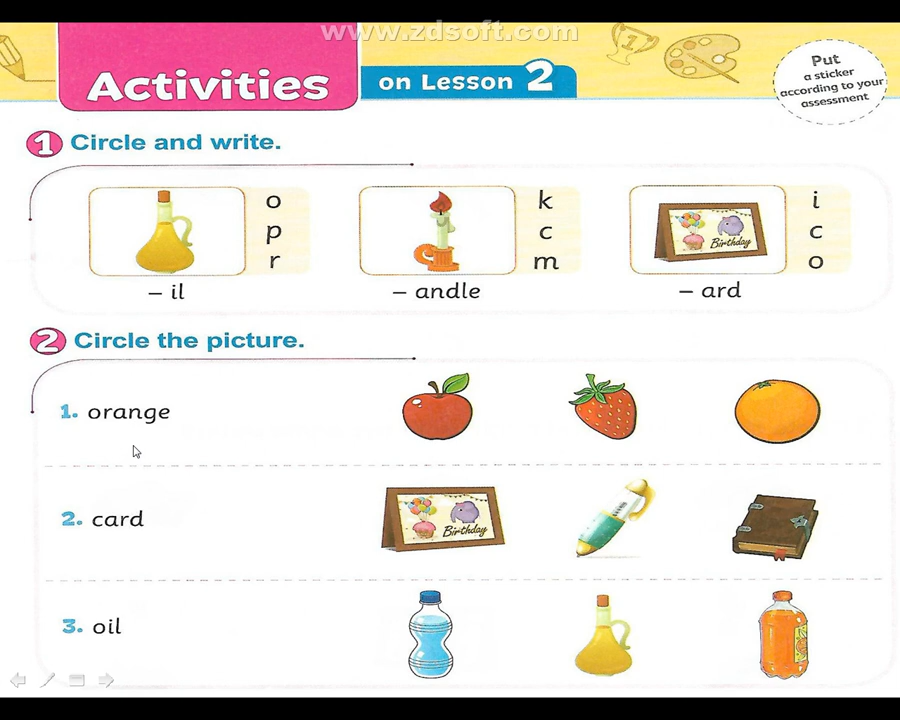 www.zdsoft.com
Activities
on Lesson 2
Put
a sticker
according to your
assessment
1 Circle and write.
o
p
r
– il
k
c
m
– andle
Birthday
i
c
o
– ard
2 Circle the picture.
1. orange
2. card
Birthday
3. oil